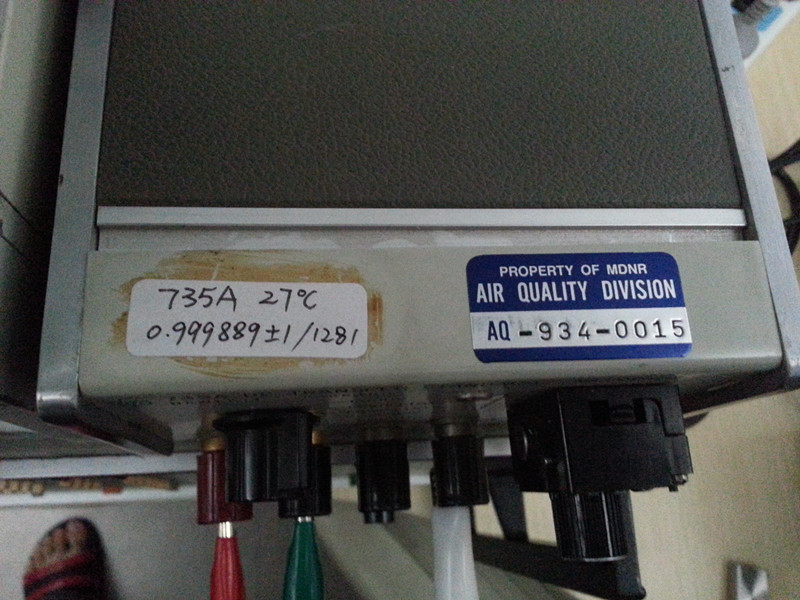 735A 27°C
0.999889±1/1281
PROPERTY OF MDNR
AIR QUALITY DIVISION
AQ-934-0015